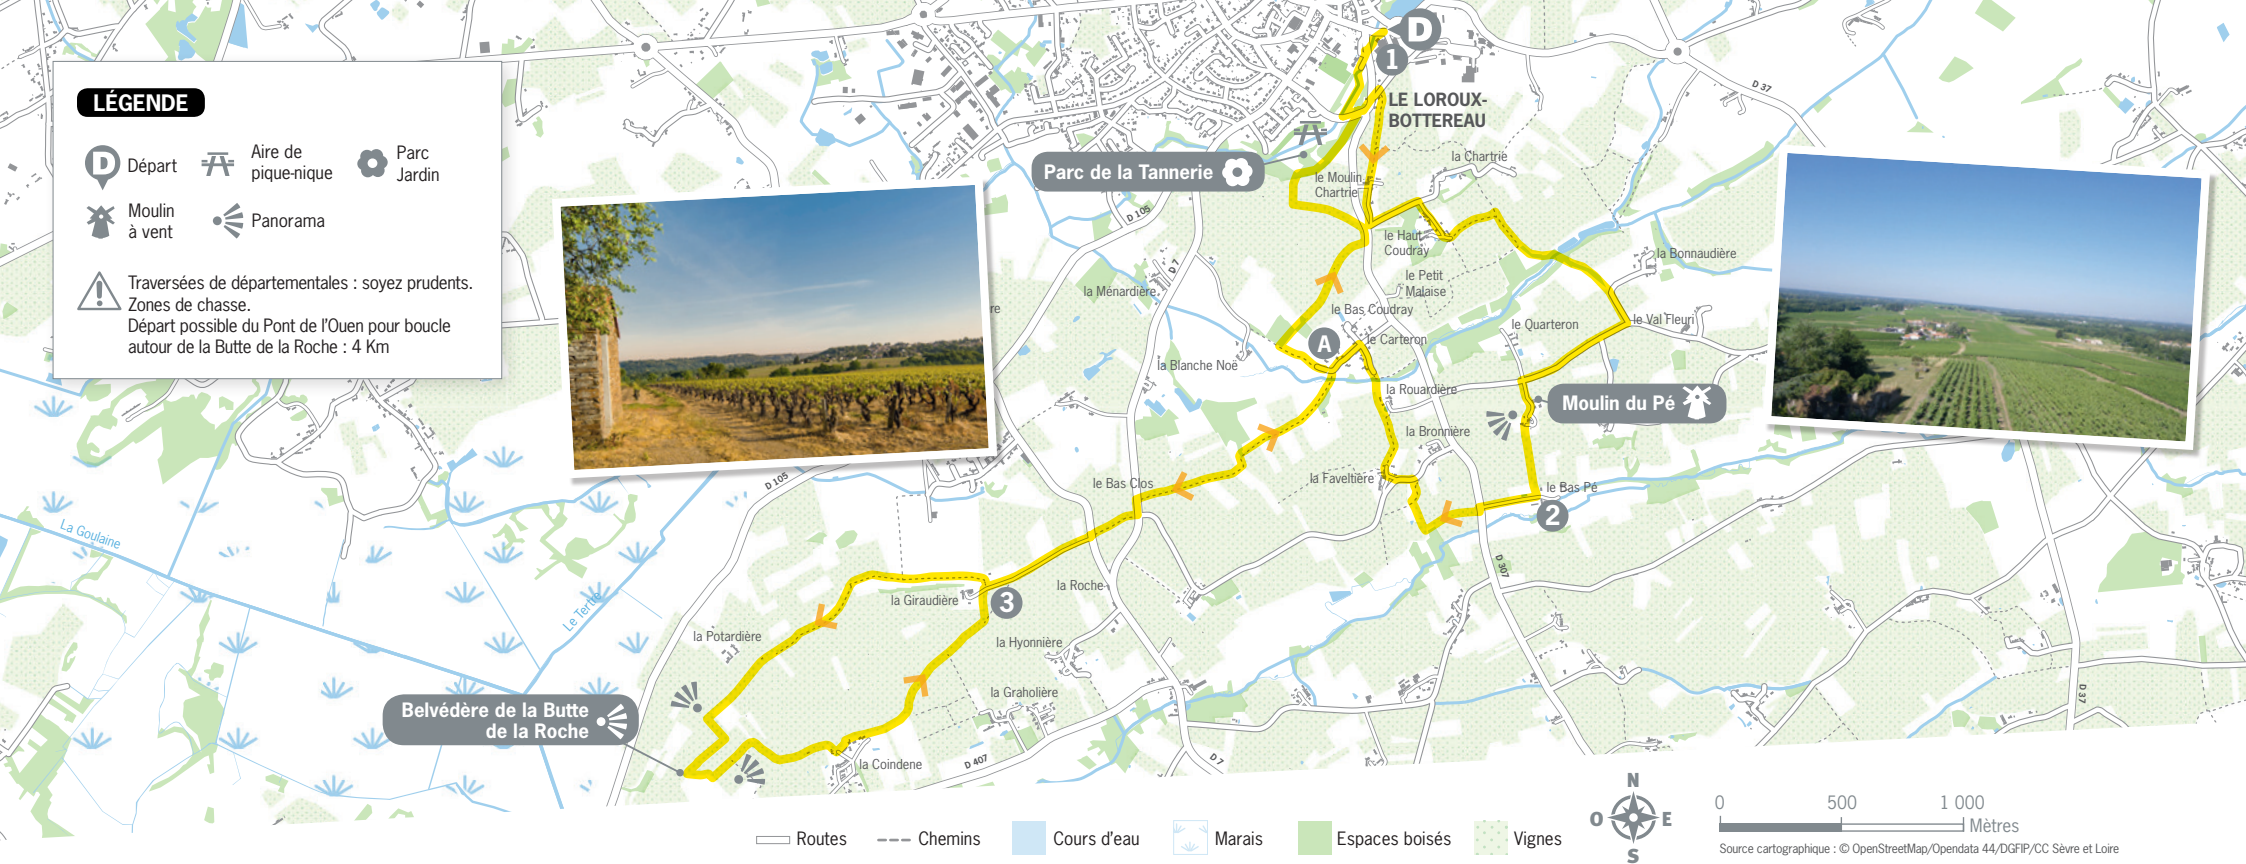 LÉGENDE
D Départ
Aire de
pique-nique
Parc
Jardin
Moulin
à vent
Panorama
Traversées de départementales : soyez prudents.
Zones de chasse.
Départ possible du Pont de l'Ouen pour boucle
autour de la Butte de la Roche : 4 Km
D
1
LE LOROUX-
BOTTEREAU
D 37
Parc de la Tannerie
la Chartrie
le Moulin
Chartrie
D 105
le Haut
Coudray
la Bonnaudière
D 7
le Petit
Malaise
la Ménardière
re
le Bas Coudray
le Quarteron
le Val Fleuri
A
le Carteron
la Blanche Noë
la Rouardière
Moulin du Pé
la Bronnière
D 105
le Bas Clos
la Faveltière
le Bas Pé
2
La Goulaine
D 307
Le Tertre
la Giraudière
3
la Roche
la Potardière
la Hyonnière
la Graholière
D 37
Belvédère de la Butte
de la Roche
la Coindene
D 407
D 7
N
O
E
S
0 500 1 000
Mètres
Routes
Chemins
Cours d'eau
Marais
Espaces boisés
Vignes
Source cartographique : © OpenStreetMap/Opendata 44/DGFIP/CC Sèvre et Loire